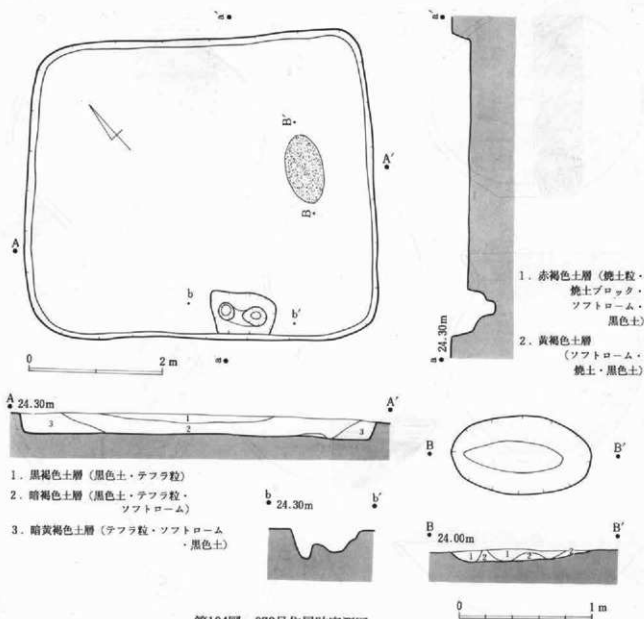 a'
a'
B'
A'
B
A
b
b'
a
0
2 m
1. 赤褐色土層 (焼土粒・
焼土ブロック・
ソフトローム・
黒色土)
2. 黄褐色土層
(ソフトローム・
焼土・黒色土)
a 24.30m
A 24.30m
A'
1
2
3
3
1. 黒褐色土層 (黒色土・テフラ粒)
2. 暗褐色土層 (黒色土・テフラ粒・
ソフトローム)
3. 暗黄褐色土層 (テフラ粒・ソフトローム
・黒色土)
b
24.30m
b'
B
B'
B
24.00m
B'
1 2 1 2 2
0
1 m